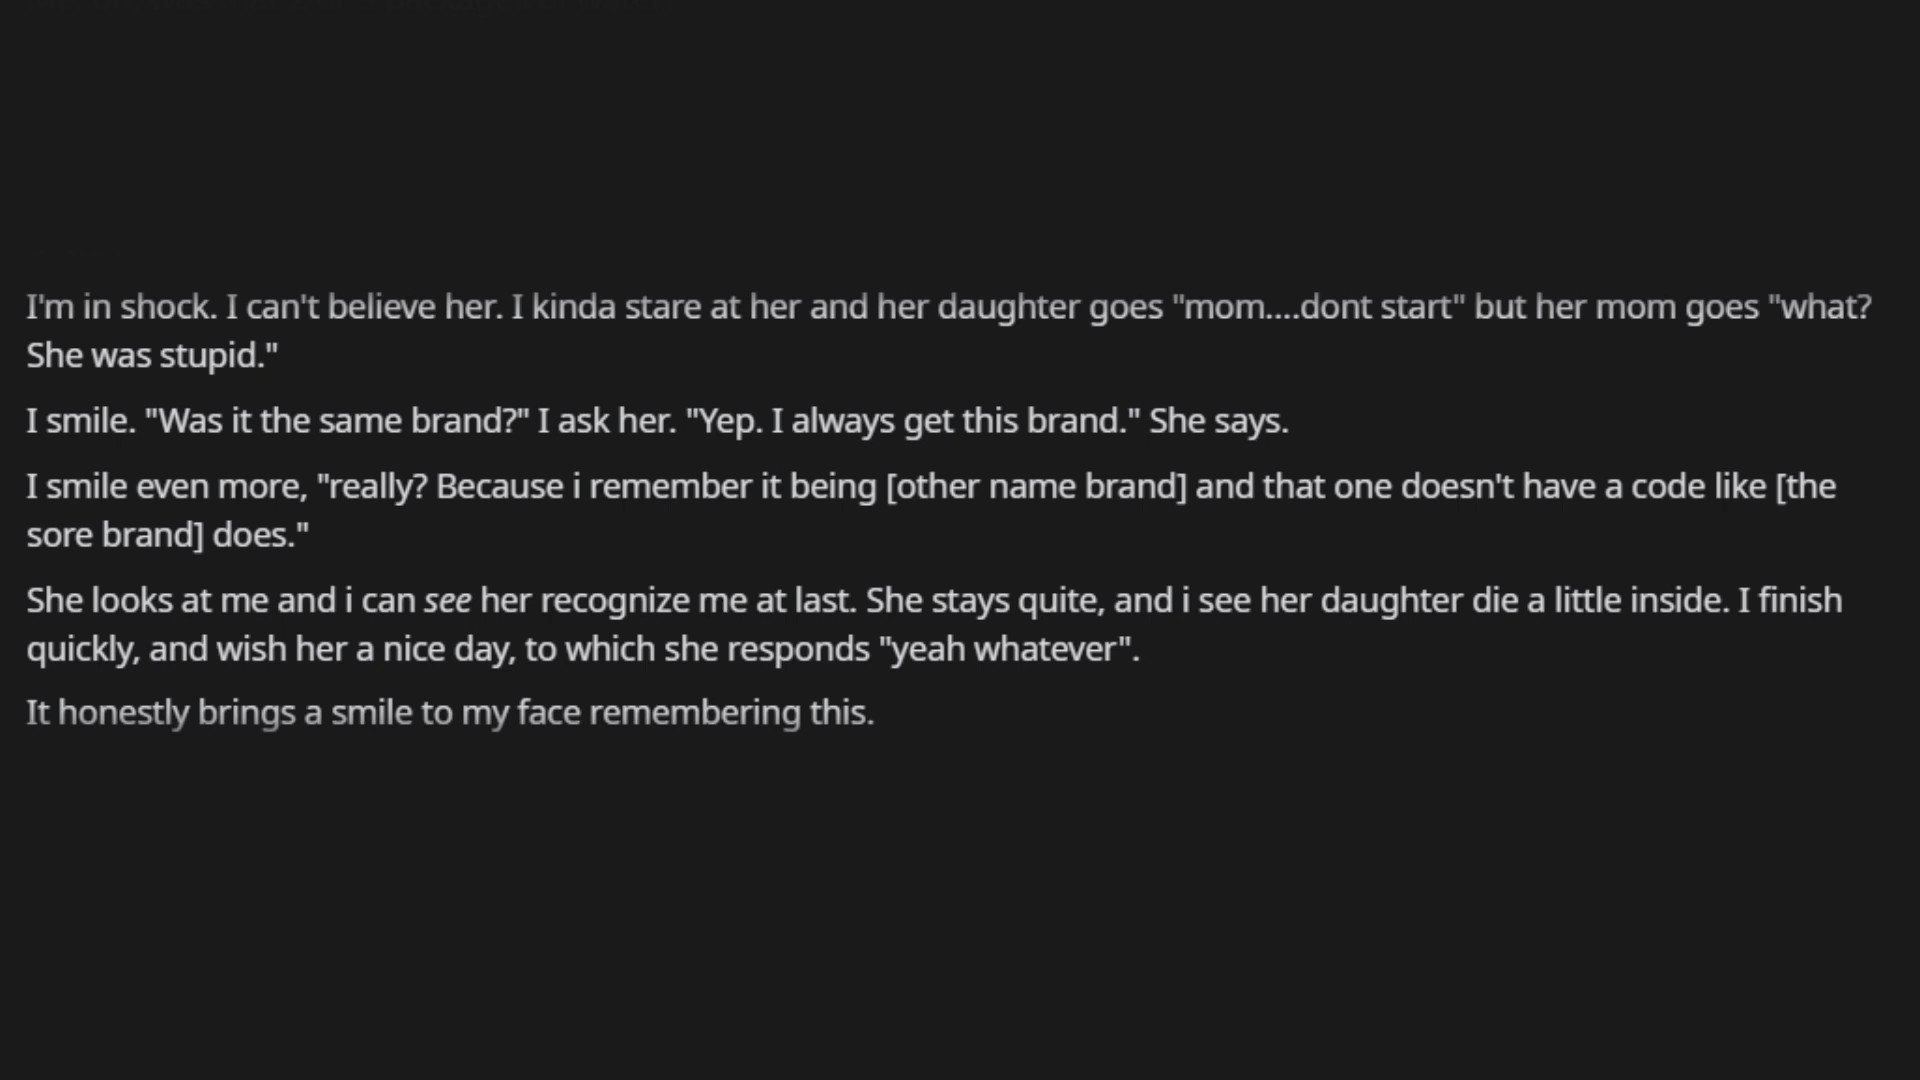 I'm in shock. I can't believe her. I kinda stare at her and her daughter goes "mom....dont start" but her mom goes "what?
She was stupid."
I smile. "Was it the same brand?" I ask her. "Yep. I always get this brand." She says.
I smile even more, "really? Because i remember it being [other name brand] and that one doesn't have a code like [the
sore brand] does."
She looks at me and i can see her recognize me at last. She stays quite, and i see her daughter die a little inside. I finish
quickly, and wish her a nice day, to which she responds "yeah whatever".
It honestly brings a smile to my face remembering this.